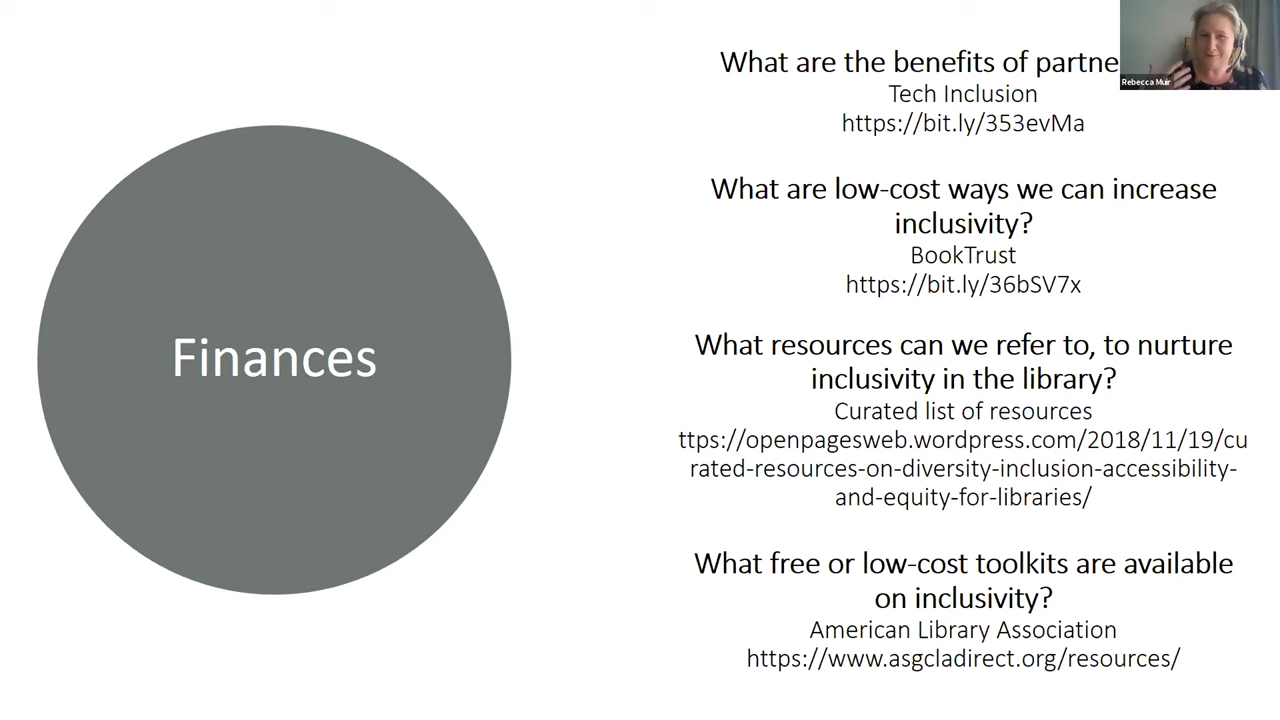 Finances
What are the benefits of partne
Tech Inclusion
https://bit.ly/353evMa
What are low-cost ways we can increase
inclusivity?
BookTrust
https://bit.ly/36bSV7x
What resources can we refer to, to nurture
inclusivity in the library?
Curated list of resources
ttps://openpagesweb.wordpress.com/2018/11/19/cu
rated-resources-on-diversity-inclusion-accessibility-
and-equity-for-libraries/
What free or low-cost toolkits are available
on inclusivity?
American Library Association
https://www.asgcladirect.org/resources/
Rebecca Muir